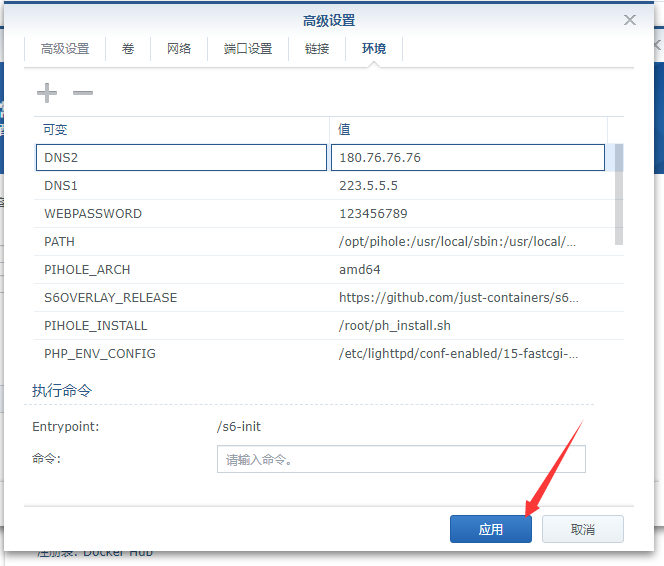 高级设置
高级设置 卷 网络 端口设置 链接 环境
可变 值
DNS2 180.76.76.76
DNS1 223.5.5.5
WEBPASSWORD 123456789
PATH /opt/pihole:/usr/local/sbin:/usr/local/...
PIHOLE_ARCH amd64
S6OVERLAY_RELEASE https://github.com/just-containers/s6...
PIHOLE_INSTALL /root/ph_install.sh
PHP_ENV_CONFIG /etc/lighttpd/conf-enabled/15-fastcgi-...
执行命令
Entrypoint: /s6-init
命令: 请输入命令。
应用 取消
注册表: Docker Hub